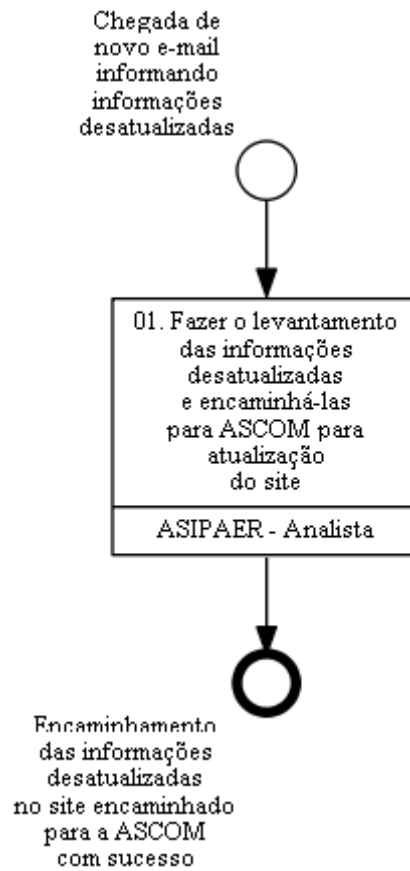 Chegada de
novo e-mail
informando
informações
desatualizadas
01. Fazer o levantamento
das informações
desatualizadas
e encaminhá-las
para ASCOM para
atualização
do site
ASIPAER - Analista
Encaminhamento
das informações
desatualizadas
no site encaminhado
para a ASCOM
com sucesso